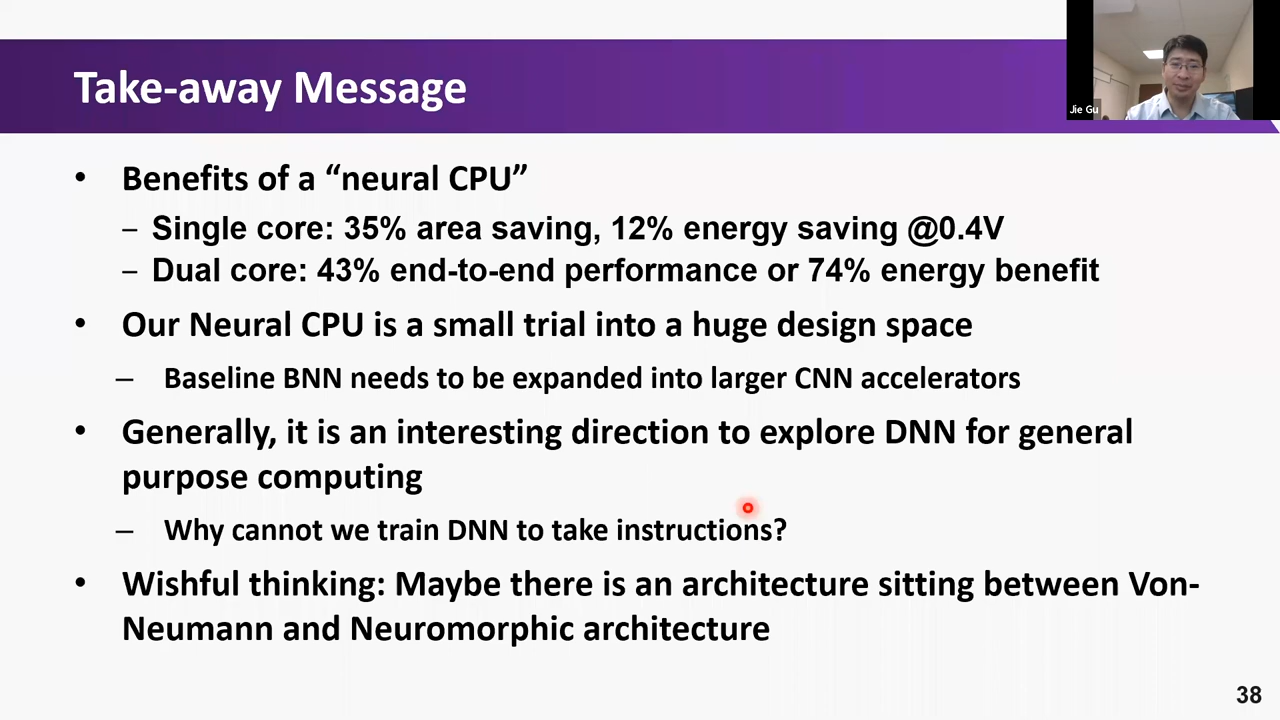 Take-away Message
Jie Gu
• Benefits of a “neural CPU”
– Single core: 35% area saving, 12% energy saving @0.4V
– Dual core: 43% end-to-end performance or 74% energy benefit
• Our Neural CPU is a small trial into a huge design space
– Baseline BNN needs to be expanded into larger CNN accelerators
• Generally, it is an interesting direction to explore DNN for general
purpose computing
– Why cannot we train DNN to take instructions?
• Wishful thinking: Maybe there is an architecture sitting between Von-
Neumann and Neuromorphic architecture
38